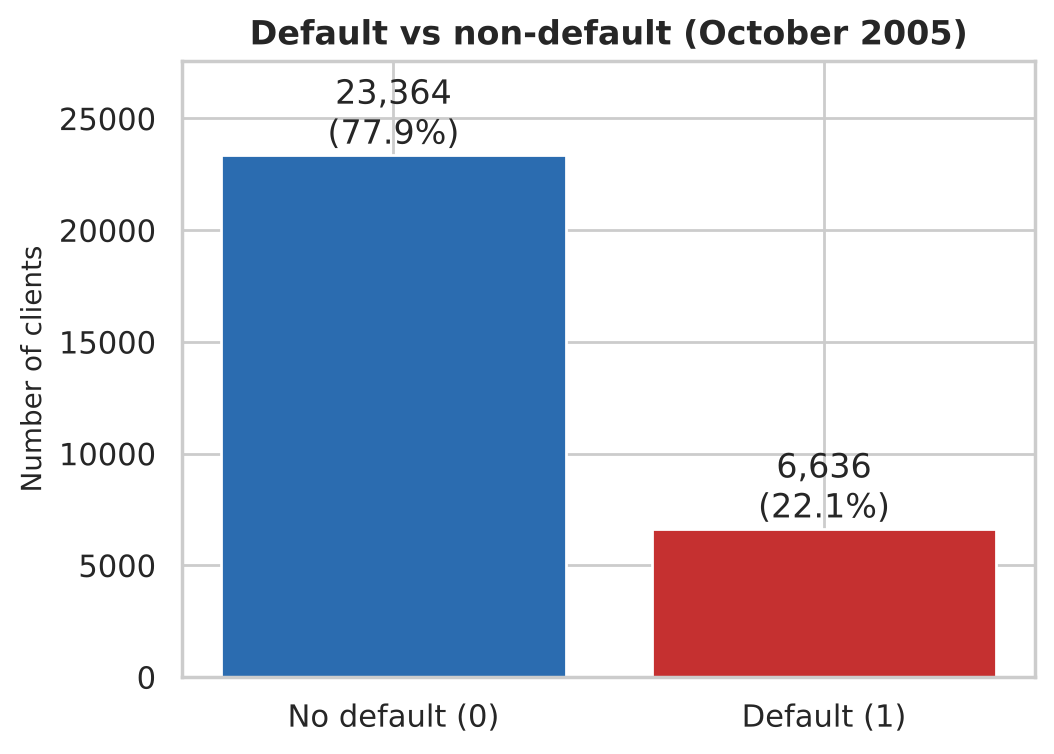 Default vs non-default (October 2005)
Number of clients
25000
20000
15000
10000
5000
0
23,364
(77.9%)
6,636
(22.1%)
No default (0)
Default (1)